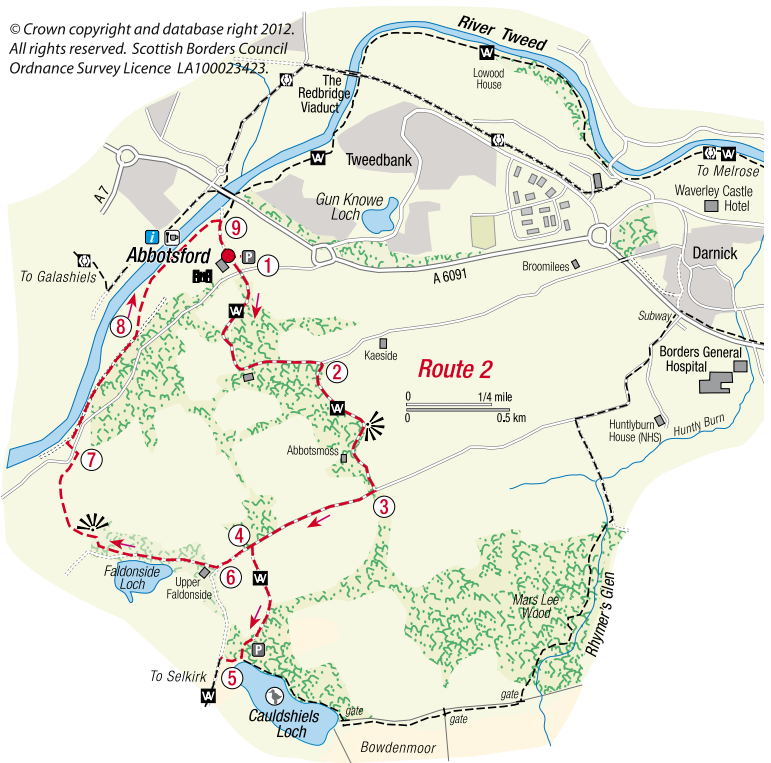 © Crown copyright and database right 2012.
All rights reserved. Scottish Borders Council
Ordnance Survey Licence LA100023423.
River Tweed
W
Lowood
House
The
Redbridge
Viaduct
W
Tweedbank
W
To Melrose
A7
Gun Knowe
Loch
Waverley Castle
Hotel
9
i
Abbotsford
P
1
Darnick
To Galashiels
A 6091
Broomilees
W
8
Subway
Kaeside
Route 2
Borders General
Hospital
2
0 1/4 mile
0 0.5 km
W
Huntlyburn
House (NHS)
Huntly Burn
7
Abbotsmoss
3
4
Faldonside
Loch
Upper
Faldonside
6
W
Mars Lee
Wood
Rhymer's Glen
P
To Selkirk
5
W
gate
gate
gate
Cauldshiels
Loch
Bowdenmoor